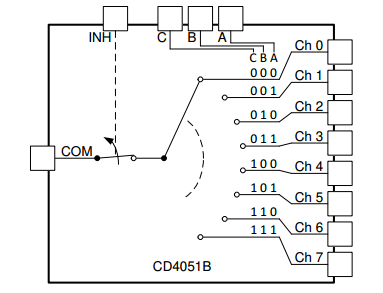 INH C B A
C B A
0 0 0 Ch 0
0 0 1 Ch 1
0 1 0 Ch 2
0 1 1 Ch 3
COM
1 0 0 Ch 4
1 0 1 Ch 5
1 1 0 Ch 6
1 1 1 Ch 7
CD4051B